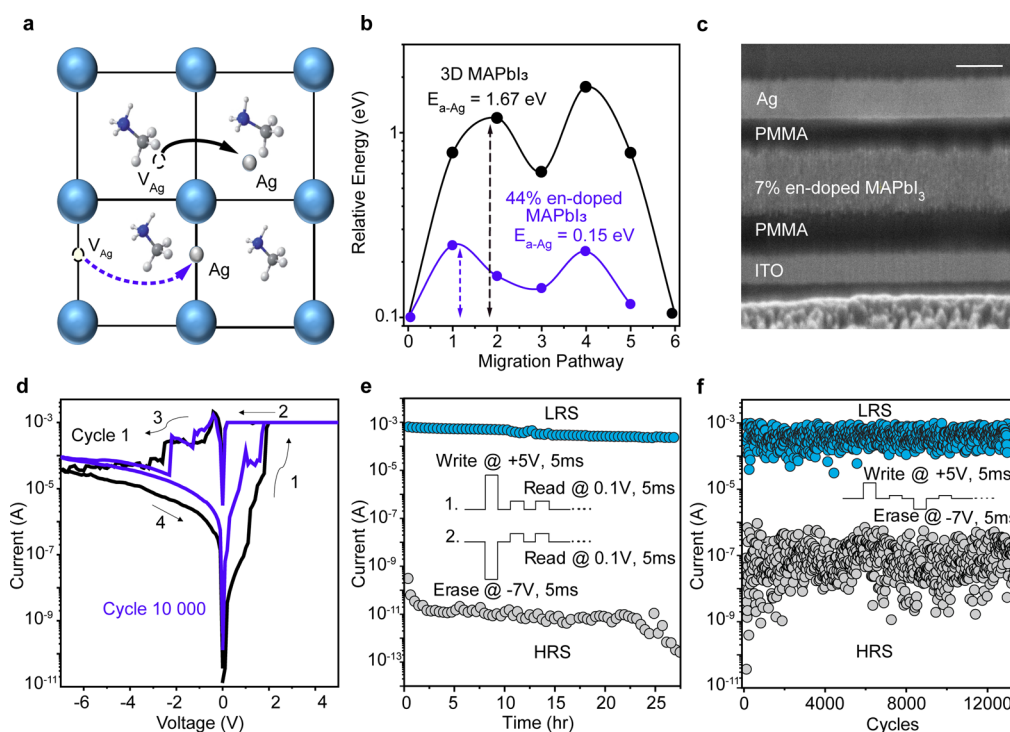 a
V_Ag
Ag
V_Ag
Ag
b
3D MAPbI₃
E_a-Ag = 1.67 eV
44% en-doped
MAPbI₃
E_a-Ag = 0.15 eV
Relative Energy (eV)
1
0.1
0 1 2 3 4 5 6
Migration Pathway
c
Ag
PMMA
7% en-doped MAPbI₃
PMMA
ITO
d
Current (A)
10⁻³
10⁻⁵
10⁻⁷
10⁻⁹
10⁻¹¹
Cycle 1
3
2
1
4
Cycle 10 000
-6 -4 -2 0 2 4
Voltage (V)
e
Current (A)
10⁻³
10⁻⁵
10⁻⁷
10⁻⁹
10⁻¹¹
10⁻¹³
LRS
Write @ +5V, 5ms
1.
Read @ 0.1V, 5ms
2.
Read @ 0.1V, 5ms
Erase @ -7V, 5ms
HRS
0 5 10 15 20 25
Time (hr)
f
Current (A)
10⁻³
10⁻⁵
10⁻⁷
10⁻⁹
10⁻¹¹
LRS
Write @ +5V, 5ms
Erase @ -7V, 5ms
HRS
0 4000 8000 12000
Cycles